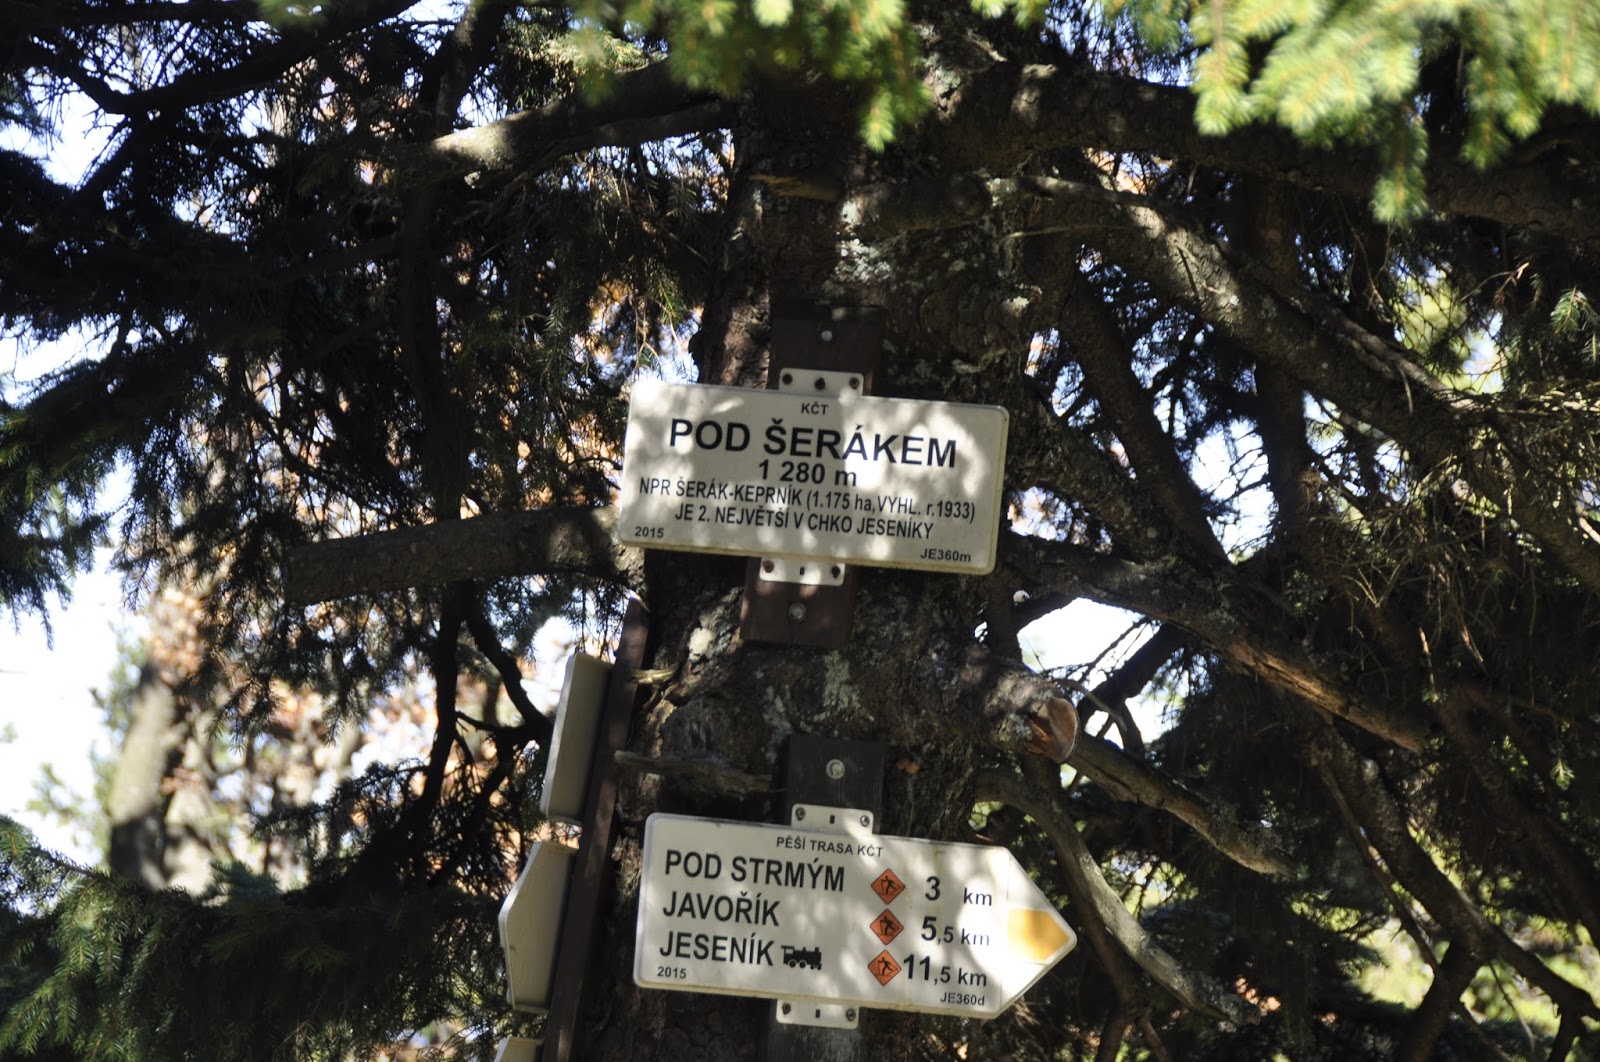 KČT
POD ŠERÁKEM
1 280 m
NPR ŠERÁK-KEPRNÍK (1.175 ha,VYHL. r.1933)
JE 2. NEJVĚTŠÍ V CHKO JESENÍKY
2015 JE360m
PĚŠÍ TRASA KČT
POD STRMÝM 3 km
JAVOŘÍK 5,5 km
JESENÍK 11,5 km
2015 JE360d